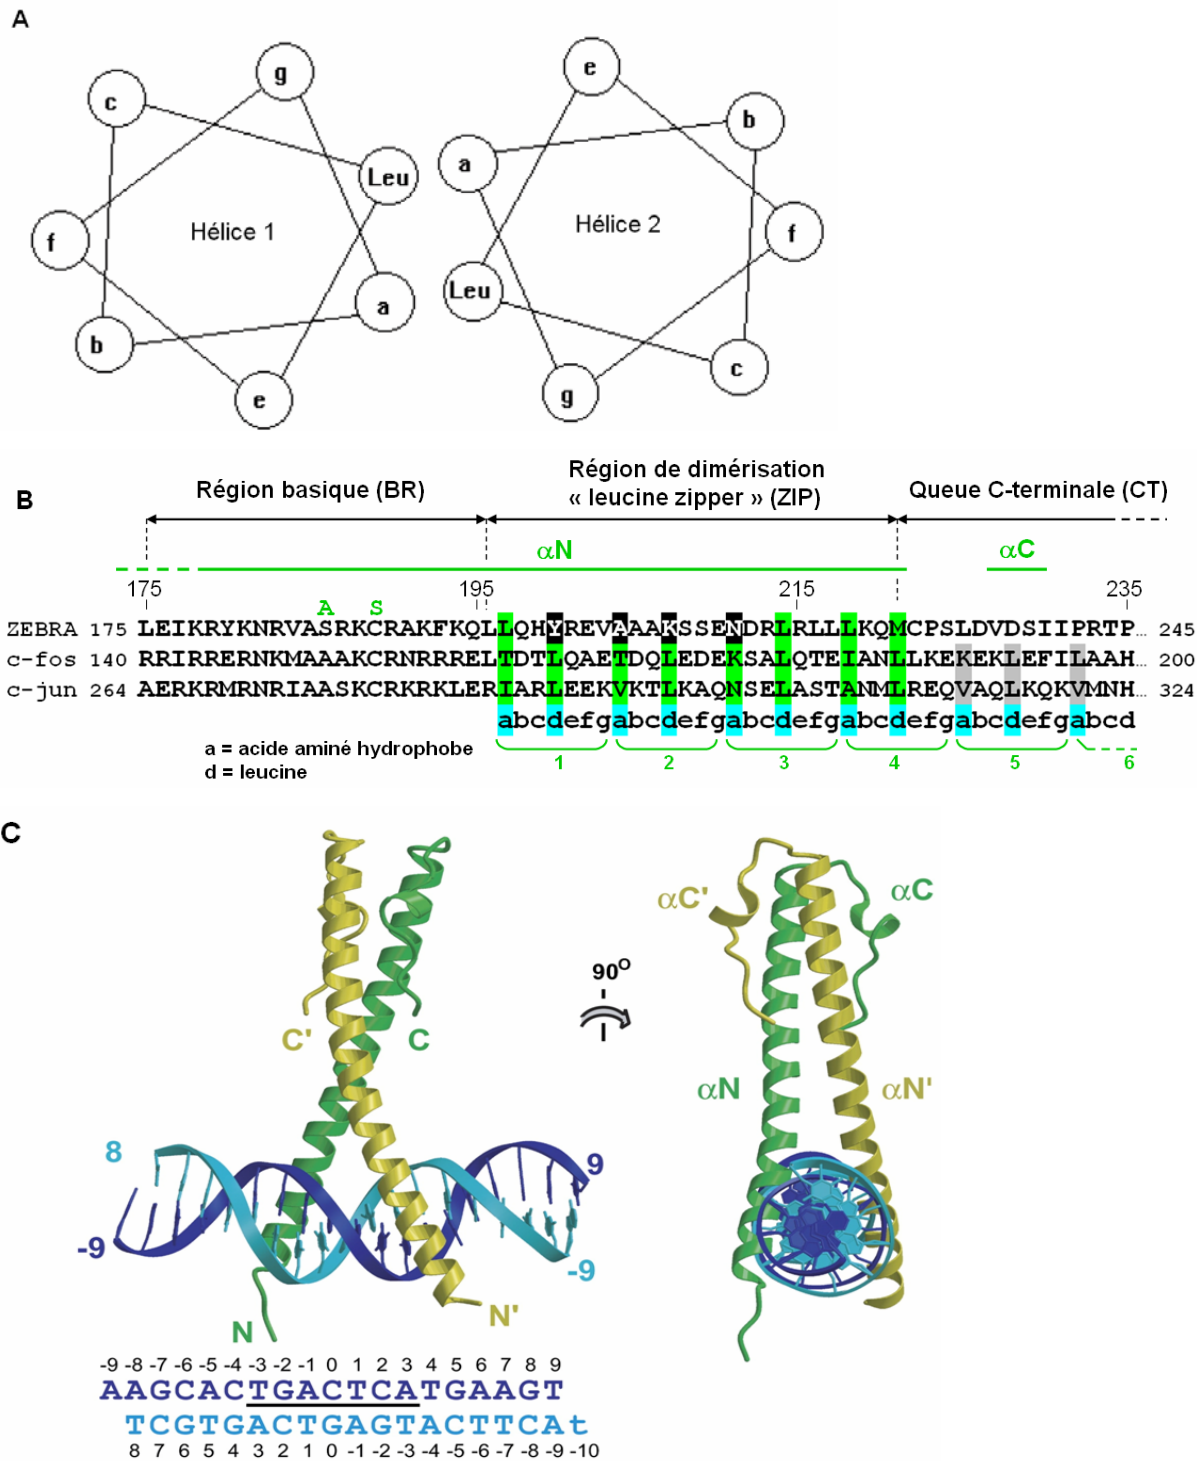 A
g
c
Leu
f
Hélice 1
a
b
e
e
b
a
Hélice 2
f
Leu
c
g
B
Région basique (BR)
Région de dimérisation
« leucine zipper » (ZIP)
Queue C-terminale (CT)
αN
αC
175 195 215 235
A S
ZEBRA 175 LEIKRYKNRVASRKCRAKFKQLLQHYREVAAAKSSENDRLRLLLKQMCPSLDVDSIIPRTP… 245
c-fos 140 RRIRRERNKMAAAKCRNRRRELTDTLQAETDQLEDEKSALQTEIANLLKEKEKLEFILAAH… 200
c-jun 264 AERKRMRNRIAASKCRKRKLERIARLEEKVKTLKAQNSELASTANMLREQVAQLKQKVMNH… 324
abcdefgabcdefgabcdefgabcdefgabcdefgabcd
a = acide aminé hydrophobe
d = leucine
1 2 3 4 5 6
C
αC'
αC
90O
C'
C
αN
αN'
8
9
-9
-9
N
N'
-9 -8 -7 -6 -5 -4 -3 -2 -1 0 1 2 3 4 5 6 7 8 9
AAGCACTGACTCATGAAGT
TCGTGACTGAGTACTTCAt
8 7 6 5 4 3 2 1 0 -1 -2 -3 -4 -5 -6 -7 -8 -9 -10